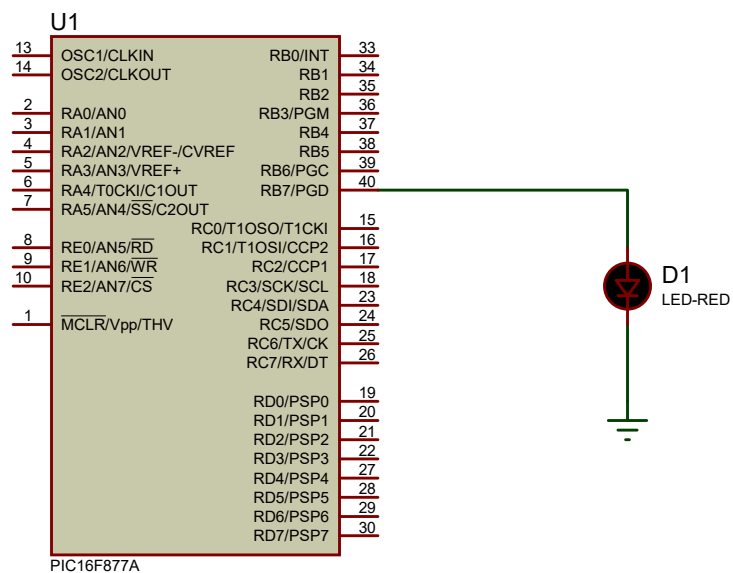 U1
13 OSC1/CLKIN
14 OSC2/CLKOUT
2 RA0/AN0
3 RA1/AN1
4 RA2/AN2/VREF-/CVREF
5 RA3/AN3/VREF+
6 RA4/T0CKI/C1OUT
7 RA5/AN4/SS/C2OUT
8 RE0/AN5/RD
9 RE1/AN6/WR
10 RE2/AN7/CS
1 MCLR/Vpp/THV
RB0/INT 33
RB1 34
RB2 35
RB3/PGM 36
RB4 37
RB5 38
RB6/PGC 39
RB7/PGD 40
RC0/T1OSO/T1CKI 15
RC1/T1OSI/CCP2 16
RC2/CCP1 17
RC3/SCK/SCL 18
RC4/SDI/SDA 23
RC5/SDO 24
RC6/TX/CK 25
RC7/RX/DT 26
RD0/PSP0 19
RD1/PSP1 20
RD2/PSP2 21
RD3/PSP3 22
RD4/PSP4 27
RD5/PSP5 28
RD6/PSP6 29
RD7/PSP7 30
PIC16F877A
D1
LED-RED